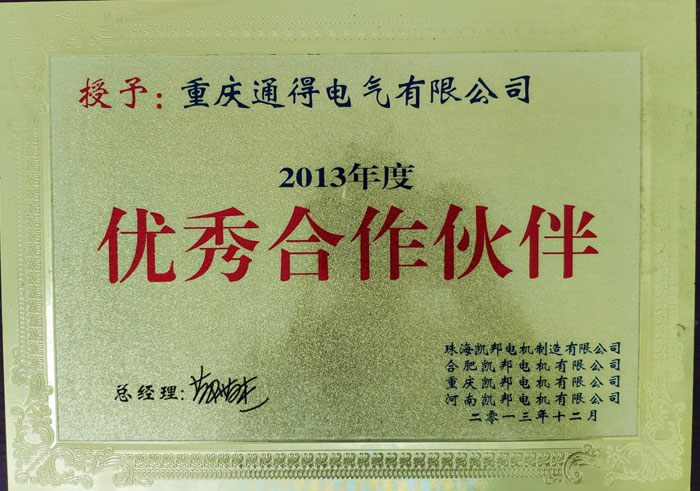 授予：重庆通得电气有限公司
2013年度
优秀合作伙伴
珠海凯邦电机制造有限公司
合肥凯邦电机有限公司
重庆凯邦电机有限公司
河南凯邦电机有限公司
总经理：
二零一三年十二月